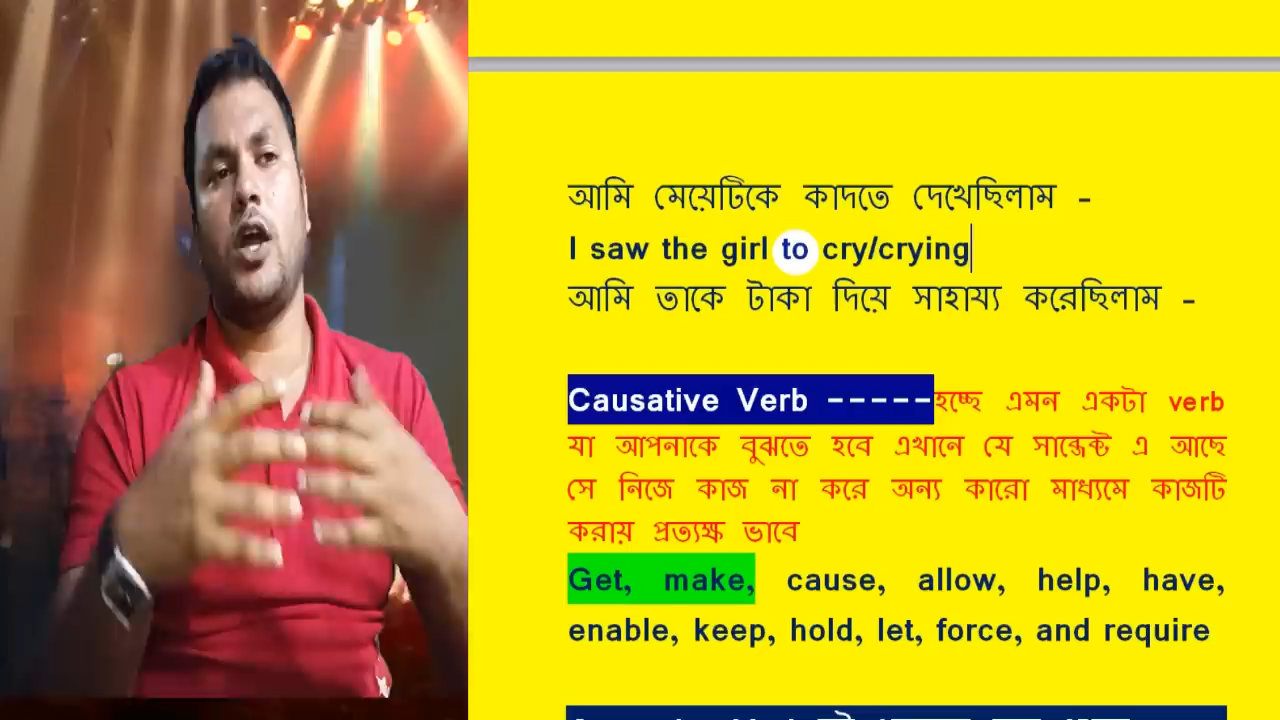 আমি মেয়েটিকে কাদতে দেখেছিলাম -
I saw the girl to cry/crying
আমি তাকে টাকা দিয়ে সাহায্য করেছিলাম -
Causative Verb -----হচ্ছে এমন একটা verb
যা আপনাকে বুঝতে হবে এখানে যে সাব্জেক্ট এ আছে
সে নিজে কাজ না করে অন্য কারো মাধ্যমে কাজটি
করায় প্রত্যক্ষ ভাবে
Get, make, cause, allow, help, have,
enable, keep, hold, let, force, and require